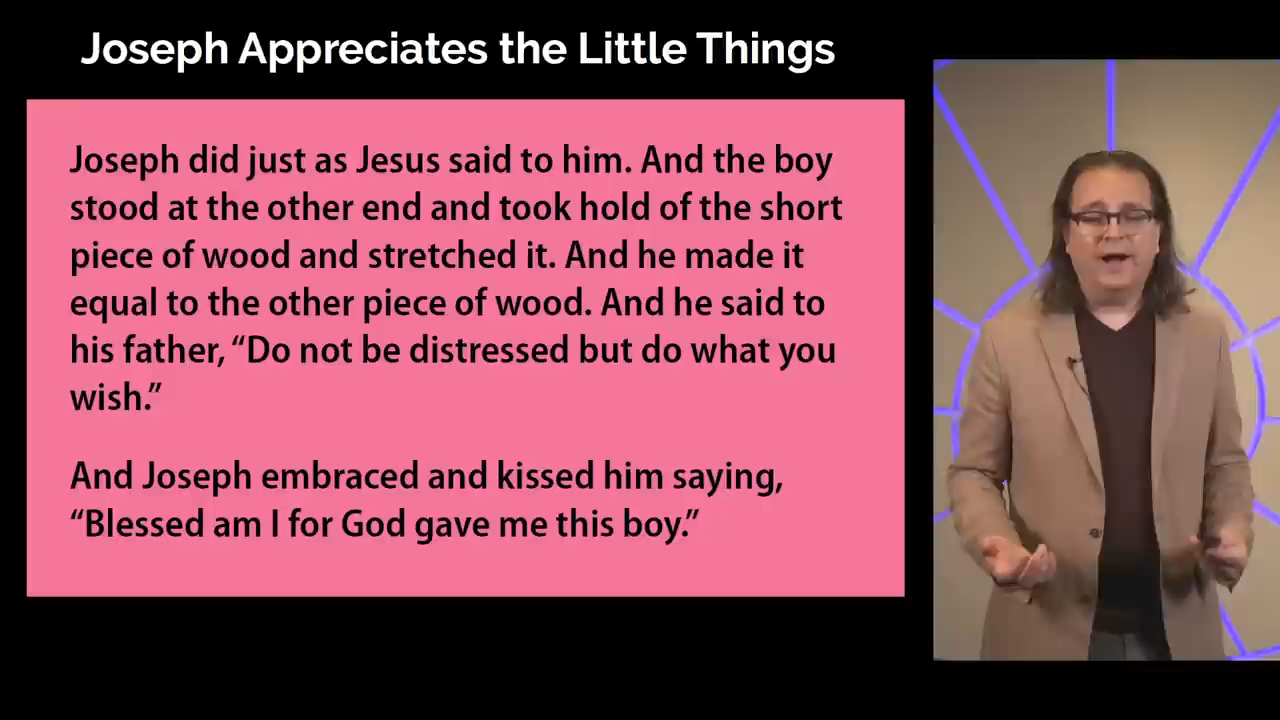 Joseph Appreciates the Little Things
Joseph did just as Jesus said to him. And the boy
stood at the other end and took hold of the short
piece of wood and stretched it. And he made it
equal to the other piece of wood. And he said to
his father, “Do not be distressed but do what you
wish.”
And Joseph embraced and kissed him saying,
“Blessed am I for God gave me this boy.”